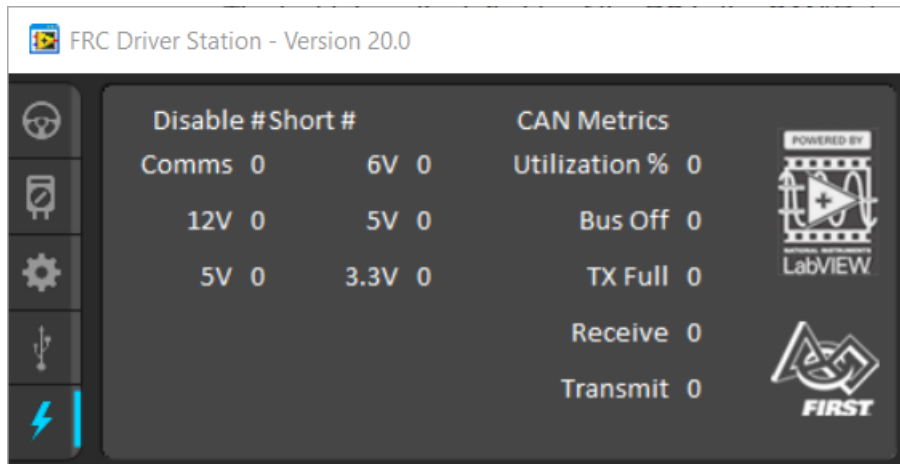 FRC Driver Station - Version 20.0
Disable # Short # CAN Metrics
Comms 0 6V 0 Utilization % 0
12V 0 5V 0 Bus Off 0
5V 0 3.3V 0 TX Full 0
Receive 0
Transmit 0
POWERED BY
NATIONAL INSTRUMENTS
LabVIEW
FIRST